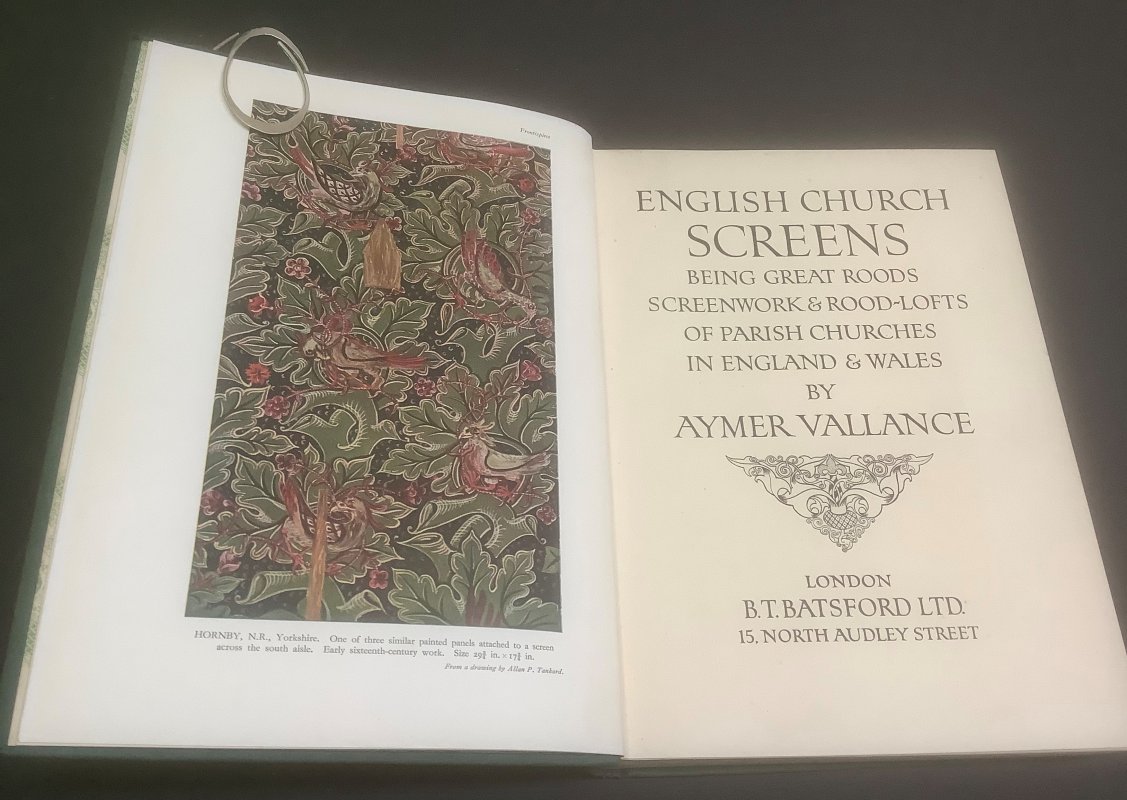 Frontispiece
HORNBY, N.R., Yorkshire. One of three similar painted panels attached to a screen
across the south aisle. Early sixteenth-century work. Size 29¾ in. × 17¾ in.
From a drawing by Allan P. Tankard.
ENGLISH CHURCH
SCREENS
BEING GREAT ROODS
SCREENWORK & ROOD-LOFTS
OF PARISH CHURCHES
IN ENGLAND & WALES
BY
AYMER VALLANCE
LONDON
B.T. BATSFORD LTD.
15, NORTH AUDLEY STREET